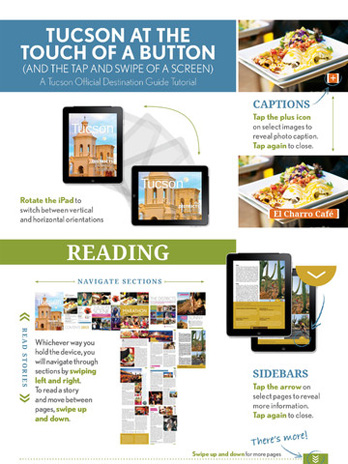 TUCSON AT THE
TOUCH OF A BUTTON
(AND THE TAP AND SWIPE OF A SCREEN)
A Tucson Official Destination Guide Tutorial
CAPTIONS
Tap the plus icon
on select images to
reveal photo caption.
Tap again to close.
Tucson
Tucson
Rotate the iPad to
switch between vertical
and horizontal orientations
El Charro Café
READING
NAVIGATE SECTIONS
READ STORIES
Whichever way you
hold the device, you
will navigate through
sections by swiping
left and right.
To read a story
and move between
pages, swipe up
and down.
SIDEBARS
Tap the arrow on
select pages to reveal
more information.
Tap again to close.
There's more!
Swipe up and down for more pages